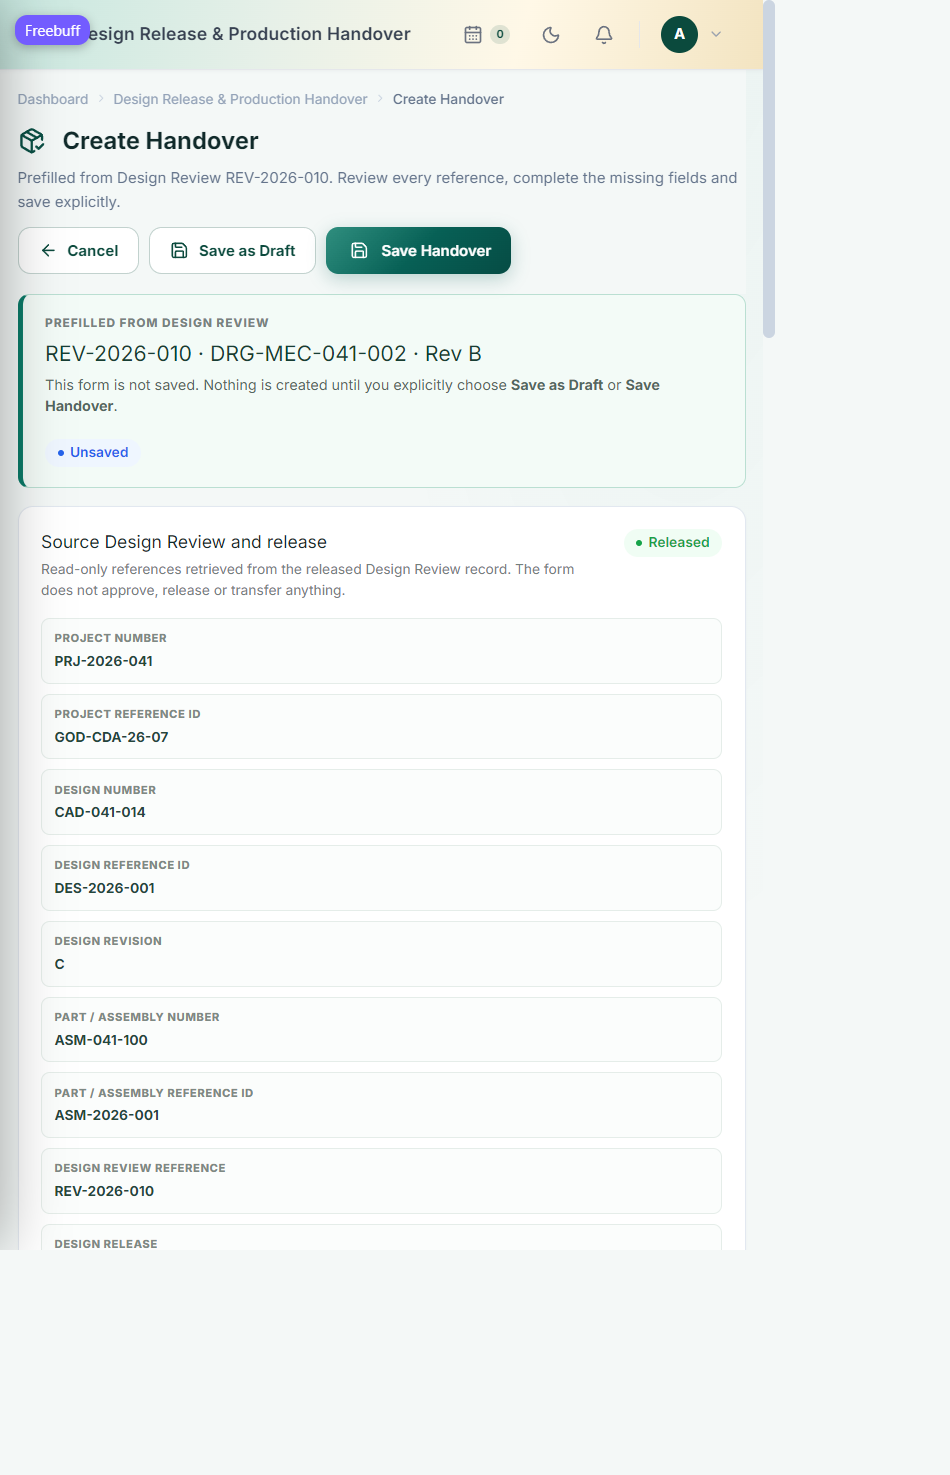 Freebuff
esign Release & Production Handover
0
A
Dashboard > Design Release & Production Handover > Create Handover
Create Handover
Prefilled from Design Review REV-2026-010. Review every reference, complete the missing fields and
save explicitly.
Cancel
Save as Draft
Save Handover
PREFILLED FROM DESIGN REVIEW
REV-2026-010 · DRG-MEC-041-002 · Rev B
This form is not saved. Nothing is created until you explicitly choose Save as Draft or Save
Handover.
Unsaved
Source Design Review and release
Released
Read-only references retrieved from the released Design Review record. The form
does not approve, release or transfer anything.
PROJECT NUMBER
PRJ-2026-041
PROJECT REFERENCE ID
GOD-CDA-26-07
DESIGN NUMBER
CAD-041-014
DESIGN REFERENCE ID
DES-2026-001
DESIGN REVISION
C
PART / ASSEMBLY NUMBER
ASM-041-100
PART / ASSEMBLY REFERENCE ID
ASM-2026-001
DESIGN REVIEW REFERENCE
REV-2026-010
DESIGN RELEASE